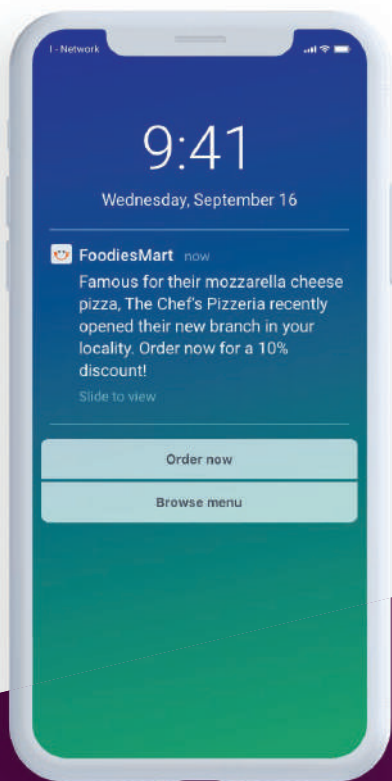 I - Network
9:41
Wednesday, September 16
FoodiesMart now
Famous for their mozzarella cheese
pizza, The Chef's Pizzeria recently
opened their new branch in your
locality. Order now for a 10%
discount!
Slide to view
Order now
Browse menu